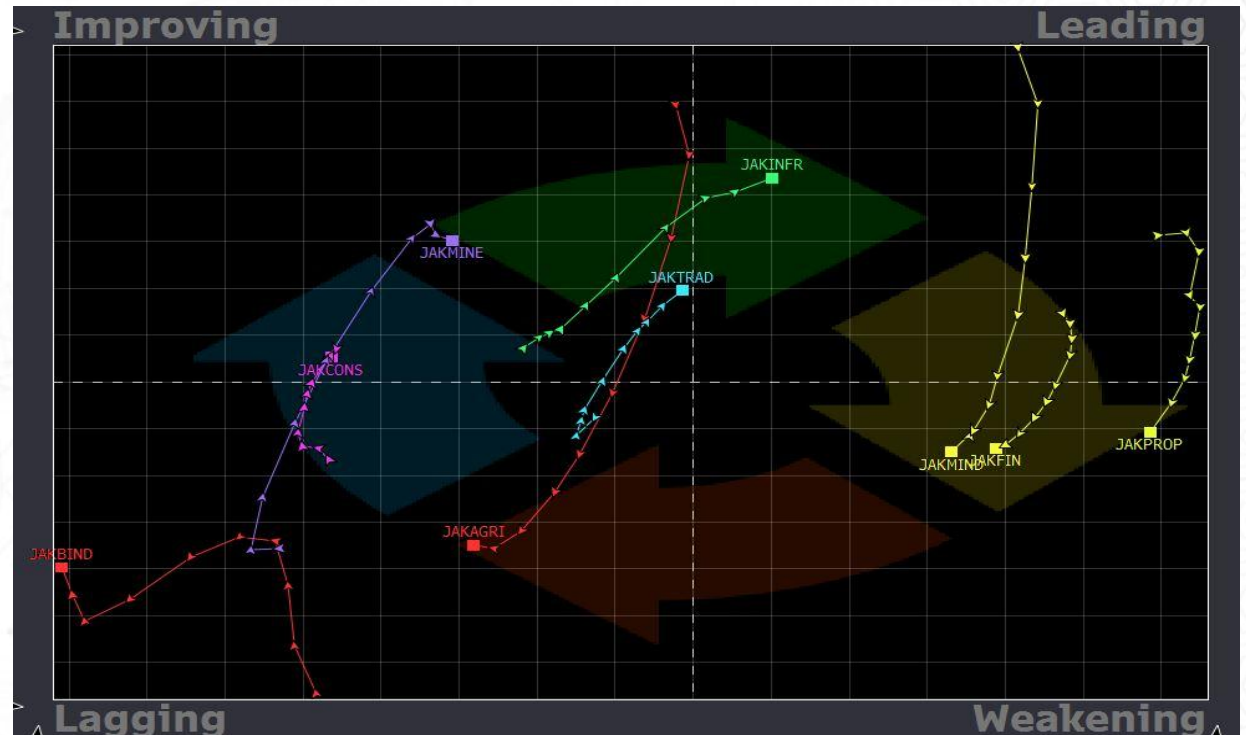 Improving
Leading
JAKINFR
JAKMINE
JAKTRAD
JAKCONS
JAKPROP
JAKMIND
JAKFIN
JAKAGRI
JAKBIND
Lagging
Weakening